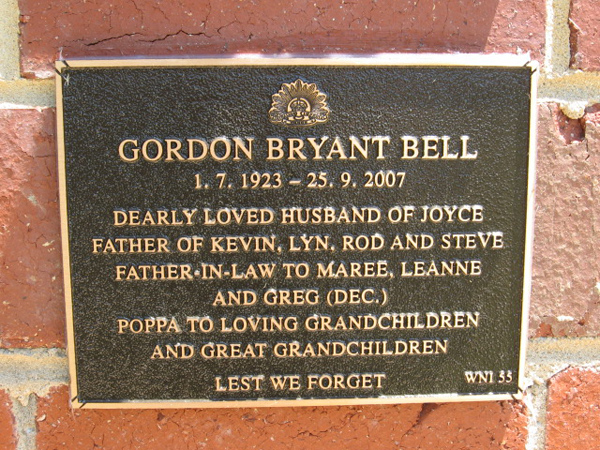 GORDON BRYANT BELL
1. 7. 1923 – 25. 9. 2007
DEARLY LOVED HUSBAND OF JOYCE
FATHER OF KEVIN, LYN, ROD AND STEVE
FATHER-IN-LAW TO MAREE, LEANNE
AND GREG (DEC.)
POPPA TO LOVING GRANDCHILDREN
AND GREAT GRANDCHILDREN
LEST WE FORGET
WN1 55